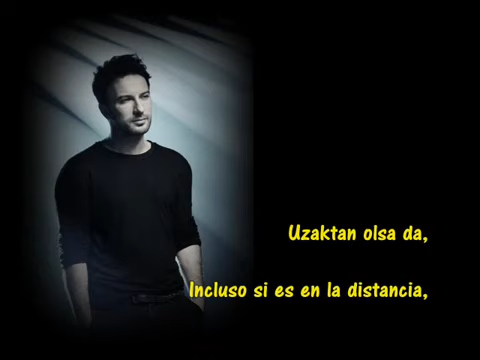 Uzaktan olsa da,
Incluso si es en la distancia,